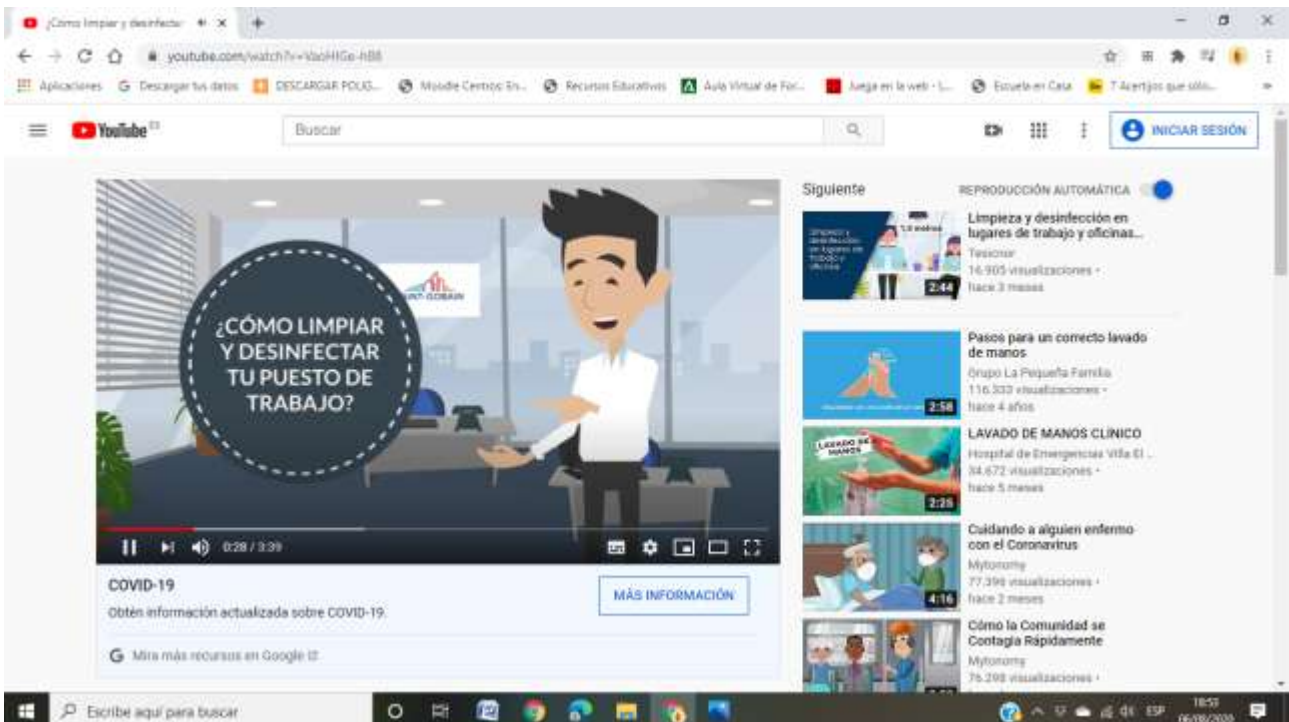 ¿Como limpiar y desinfectar
youtube.com/watch?v=
Aplicaciones
Descargar tus datos
DESCARGAR POLIG...
Moodle Centros: En...
Recursos Educativos
Aula Virtual de For...
Juega en la web - L...
Escuela en Casa
7 Acertijos que sólo...
YouTube ES
Buscar
INICIAR SESIÓN
¿CÓMO LIMPIAR
Y DESINFECTAR
TU PUESTO DE
TRABAJO?
0:28 / 3:39
COVID-19
Obtén información actualizada sobre COVID-19.
MÁS INFORMACIÓN
Mira más recursos en Google
Siguiente
REPRODUCCIÓN AUTOMÁTICA
Limpieza y desinfección en
lugares de trabajo y oficinas...
Tesicnor
16.905 visualizaciones •
hace 3 meses
2:44
Pasos para un correcto lavado
de manos
Grupo La Pequeña Familia
116.333 visualizaciones •
hace 4 años
2:58
LAVADO DE MANOS CLÍNICO
Hospital de Emergencias Villa El ...
34.672 visualizaciones •
hace 5 meses
LAVADO DE
MANOS
2:25
Cuidando a alguien enfermo
con el Coronavirus
Mytonomy
77.396 visualizaciones •
hace 2 meses
4:16
Cómo la Comunidad se
Contagia Rápidamente
Mytonomy
76.298 visualizaciones •
Escribe aquí para buscar
ESP
18:53
06/08/2020